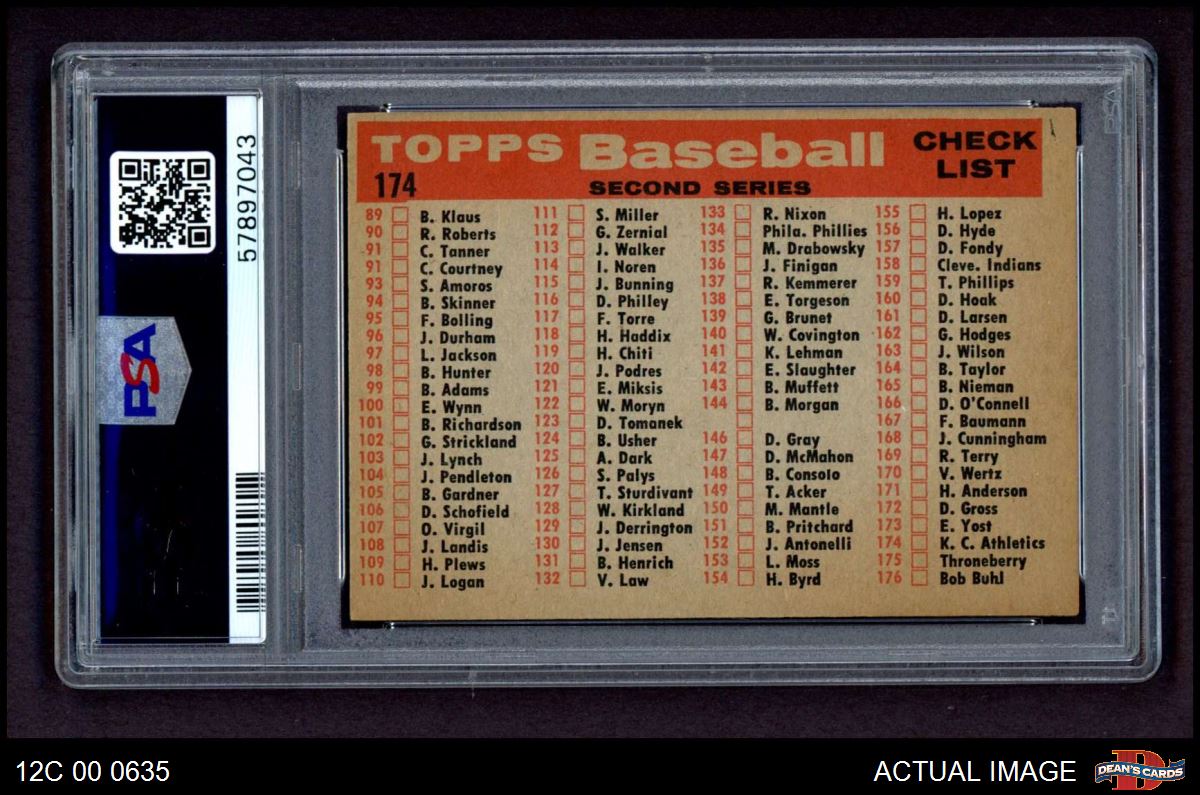 57897043
PSA
TOPPS Baseball
CHECK
LIST
174
SECOND SERIES
89 B. Klaus
90 R. Roberts
91 C. Tanner
91 C. Courtney
93 S. Amoros
94 B. Skinner
95 F. Bolling
96 J. Durham
97 L. Jackson
98 B. Hunter
99 B. Adams
100 E. Wynn
101 B. Richardson
102 G. Strickland
103 J. Lynch
104 J. Pendleton
105 B. Gardner
106 D. Schofield
107 O. Virgil
108 J. Landis
109 H. Plews
110 J. Logan
111 S. Miller
112 G. Zernial
113 J. Walker
114 I. Noren
115 J. Bunning
116 D. Philley
117 F. Torre
118 H. Haddix
119 H. Chiti
120 J. Podres
121 E. Miksis
122 W. Moryn
123 D. Tomanek
124 B. Usher
125 A. Dark
126 S. Palys
127 T. Sturdivant
128 W. Kirkland
129 J. Derrington
130 J. Jensen
131 B. Henrich
132 V. Law
133 R. Nixon
134 Phila. Phillies
135 M. Drabowsky
136 J. Finigan
137 R. Kemmerer
138 E. Torgeson
139 G. Brunet
140 W. Covington
141 K. Lehman
142 E. Slaughter
143 B. Muffett
144 B. Morgan
146 D. Gray
147 D. McMahon
148 B. Consolo
149 T. Acker
150 M. Mantle
151 B. Pritchard
152 J. Antonelli
153 L. Moss
154 H. Byrd
155 H. Lopez
156 D. Hyde
157 D. Fondy
158 Cleve. Indians
159 T. Phillips
160 D. Hoak
161 D. Larsen
162 G. Hodges
163 J. Wilson
164 B. Taylor
165 B. Nieman
166 D. O'Connell
167 F. Baumann
168 J. Cunningham
169 R. Terry
170 V. Wertz
171 H. Anderson
172 D. Gross
173 E. Yost
174 K. C. Athletics
175 Throneberry
176 Bob Buhl
12C 00 0635
ACTUAL IMAGE
DEAN'S CARDS